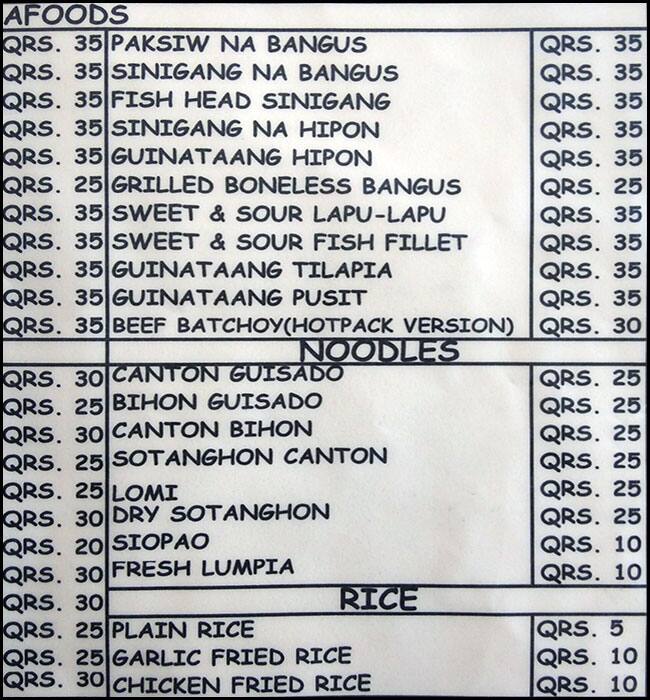 AFOODS
QRS. 35 PAKSIW NA BANGUS QRS. 35
QRS. 35 SINIGANG NA BANGUS QRS. 35
QRS. 35 FISH HEAD SINIGANG QRS. 35
QRS. 35 SINIGANG NA HIPON QRS. 35
QRS. 35 GUINATAANG HIPON QRS. 35
QRS. 25 GRILLED BONELESS BANGUS QRS. 25
QRS. 35 SWEET & SOUR LAPU-LAPU QRS. 35
QRS. 35 SWEET & SOUR FISH FILLET QRS. 35
QRS. 35 GUINATAANG TILAPIA QRS. 35
QRS. 35 GUINATAANG PUSIT QRS. 35
QRS. 35 BEEF BATCHOY(HOTPACK VERSION) QRS. 30
NOODLES
QRS. 30 CANTON GUISADO QRS. 25
QRS. 25 BIHON GUISADO QRS. 25
QRS. 30 CANTON BIHON QRS. 25
QRS. 25 SOTANGHON CANTON QRS. 25
QRS. 25 LOMI QRS. 25
QRS. 30 DRY SOTANGHON QRS. 25
QRS. 20 SIOPAO QRS. 10
QRS. 30 FRESH LUMPIA QRS. 10
QRS. 30 RICE
QRS. 25 PLAIN RICE QRS. 5
QRS. 25 GARLIC FRIED RICE QRS. 10
QRS. 30 CHICKEN FRIED RICE QRS. 10